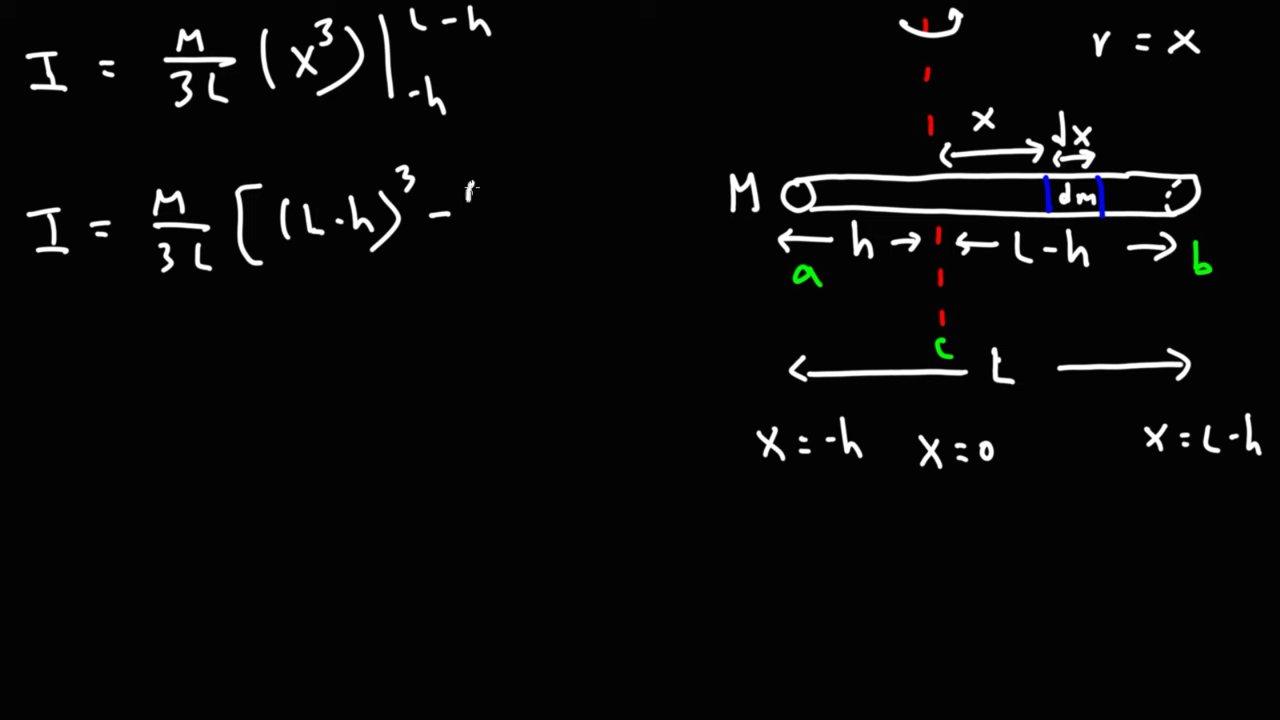 I = M/3L (x³) |₋ₕ ᴸ⁻ʰ
r = x
x dx
M dm
I = M/3L [(L-h)³ -
h L-h
a b
c
L
x = -h x = 0 x = L-h